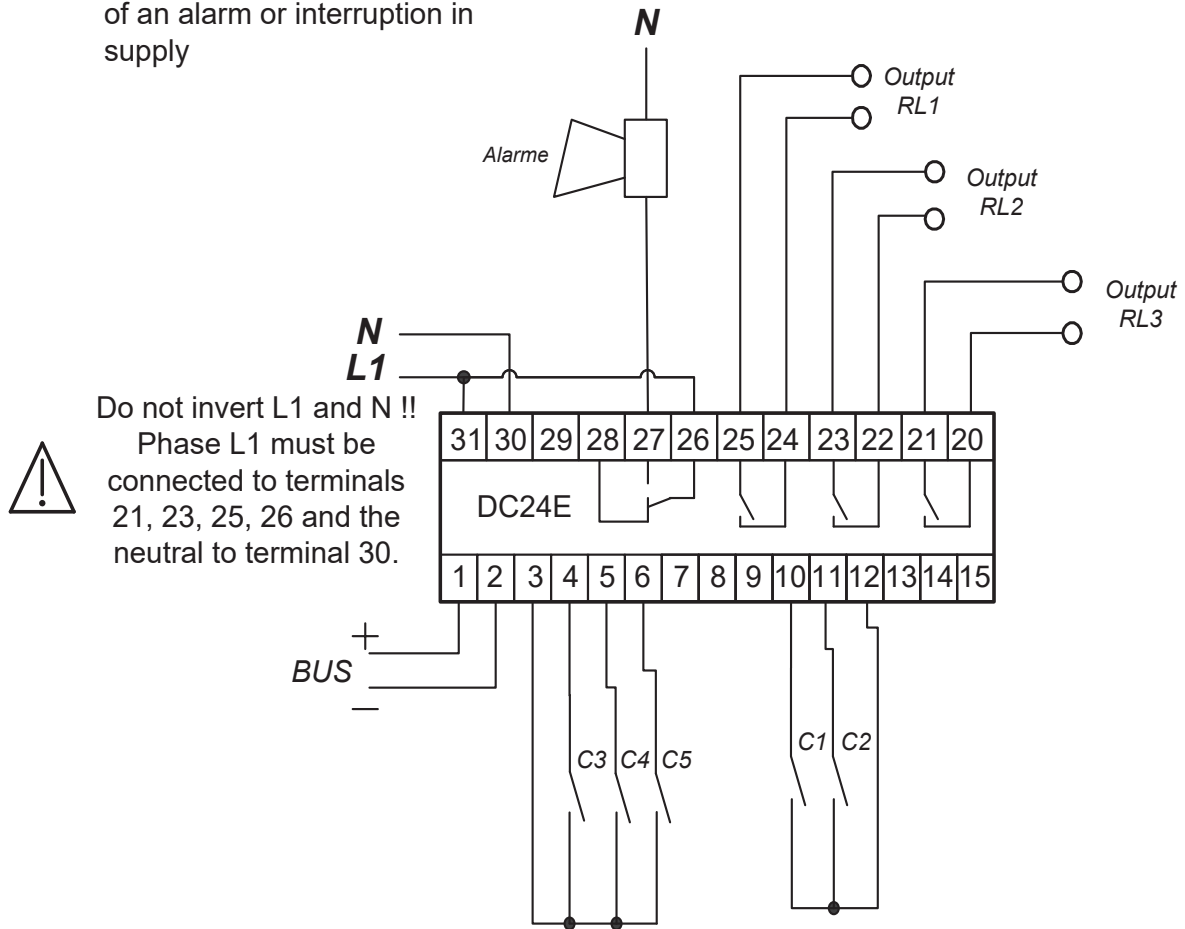 of an alarm or interruption in
supply
N
Output
RL1
Alarme
Output
RL2
Output
RL3
N
L1
Do not invert L1 and N !!
Phase L1 must be
connected to terminals
21, 23, 25, 26 and the
neutral to terminal 30.
31 30 29 28 27 26 25 24 23 22 21 20
DC24E
1 2 3 4 5 6 7 8 9 10 11 12 13 14 15
+
BUS
—
C3 C4 C5
C1 C2